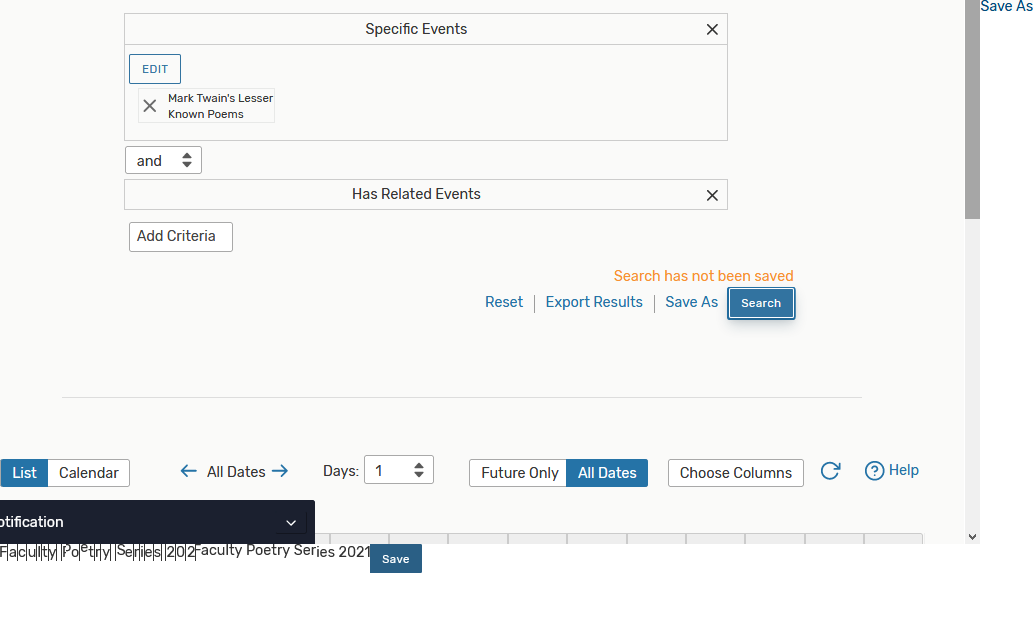 Save As
Specific Events
EDIT
Mark Twain's Lesser
Known Poems
and
Has Related Events
Add Criteria
Search has not been saved
Reset Export Results Save As Search
List Calendar All Dates Days: 1 Future Only All Dates Choose Columns Help
otification
Faculty Poetry Series 202 Faculty Poetry Series 2021 Save